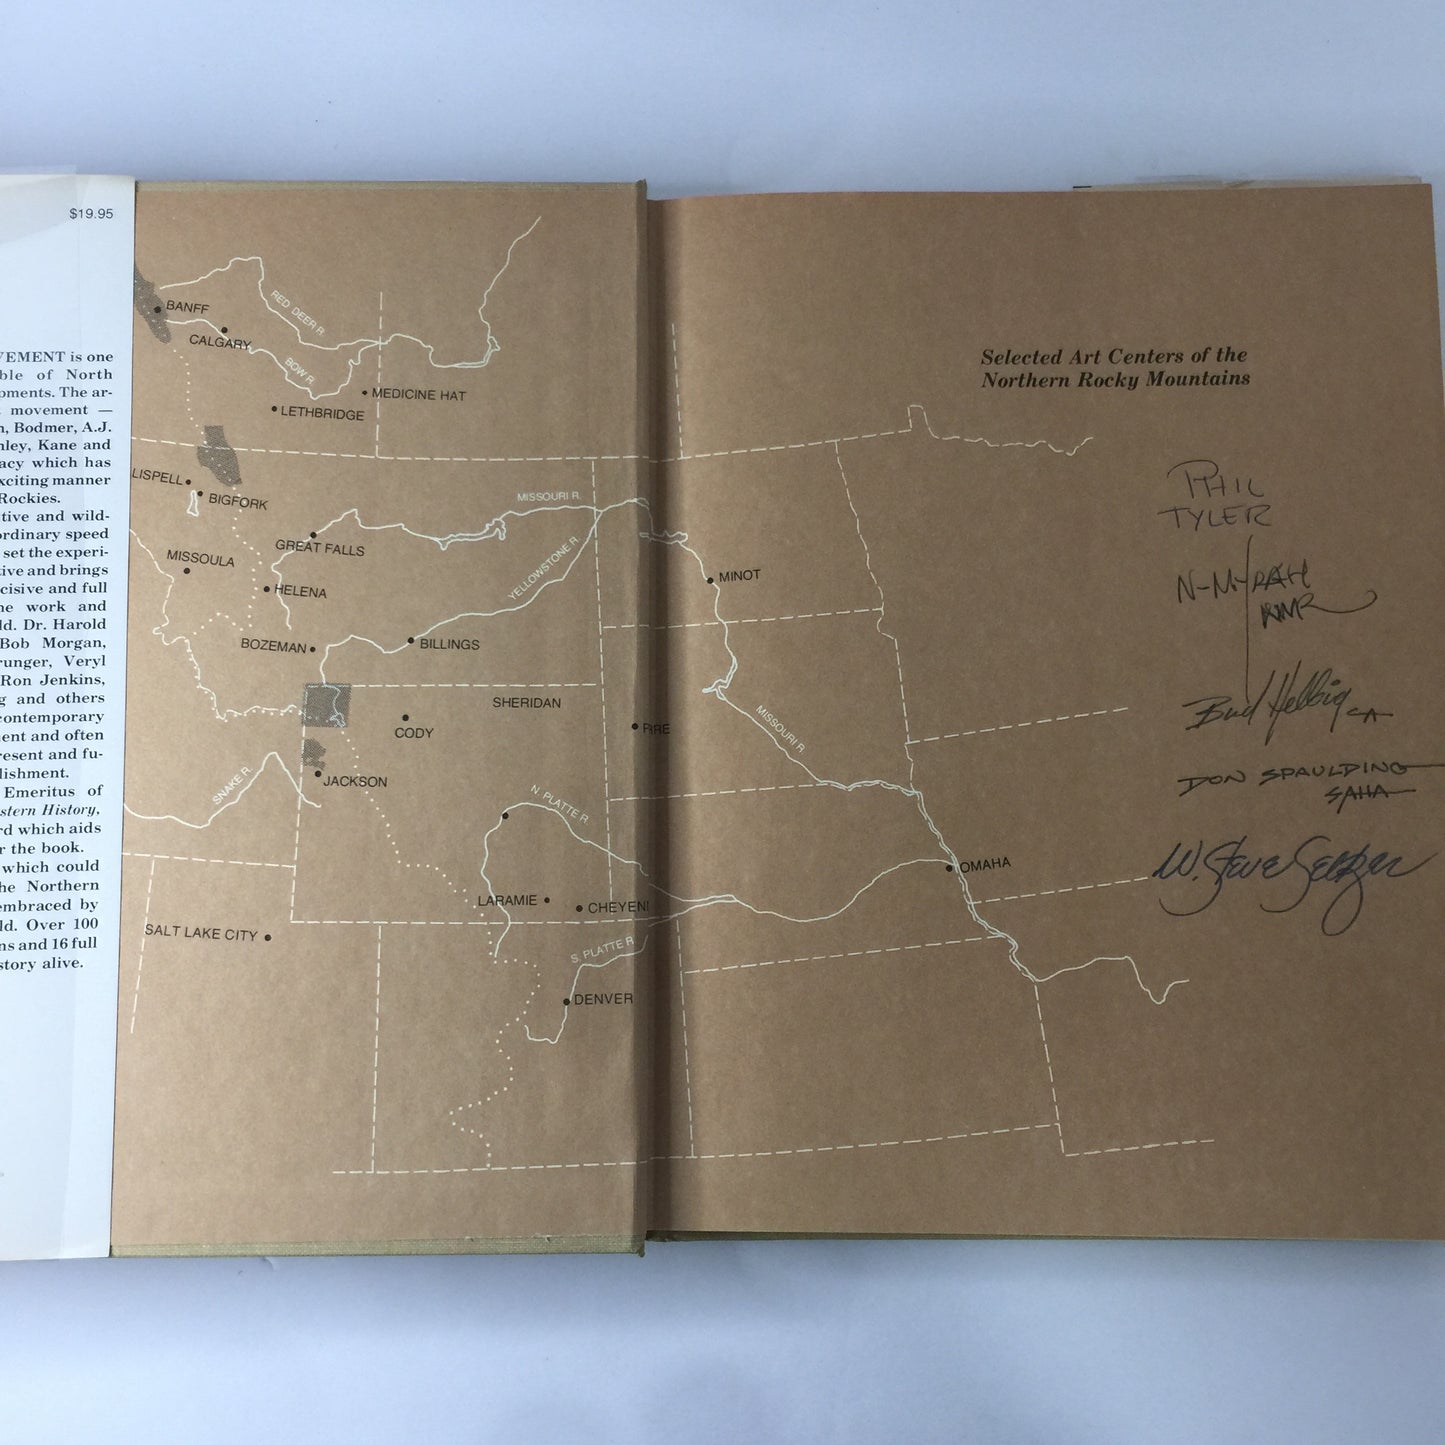 $19.95
VEMENT is one
ble of North
pments. The ar-
t movement —
n, Bodmer, A.J.
nley, Kane and
acy which has
xciting manner
Rockies.
tive and wild-
ordinary speed
set the experi-
tive and brings
cisive and full
ne work and
ld. Dr. Harold
Bob Morgan,
runger, Veryl
Ron Jenkins,
g and others
contemporary
ent and often
resent and fu-
lishment.
Emeritus of
stern History,
rd which aids
r the book.
which could
he Northern
embraced by
ld. Over 100
ns and 16 full
story alive.
BANFF
RED DEER R.
CALGARY
BOW R.
MEDICINE HAT
LETHBRIDGE
LISPELL
BIGFORK
MISSOURI R.
GREAT FALLS
MISSOULA
YELLOWSTONE R.
HELENA
BOZEMAN
BILLINGS
SHERIDAN
CODY
JACKSON
SNAKE R.
N. PLATTE R.
LARAMIE
CHEYEN
SALT LAKE CITY
S. PLATTE R.
DENVER
Selected Art Centers of the
Northern Rocky Mountains
MINOT
MISSOURI R.
OMAHA
PHIL
TYLER
Bud Helbig CA
DON SPAULDING
SAHA
W. Steve Seltzer